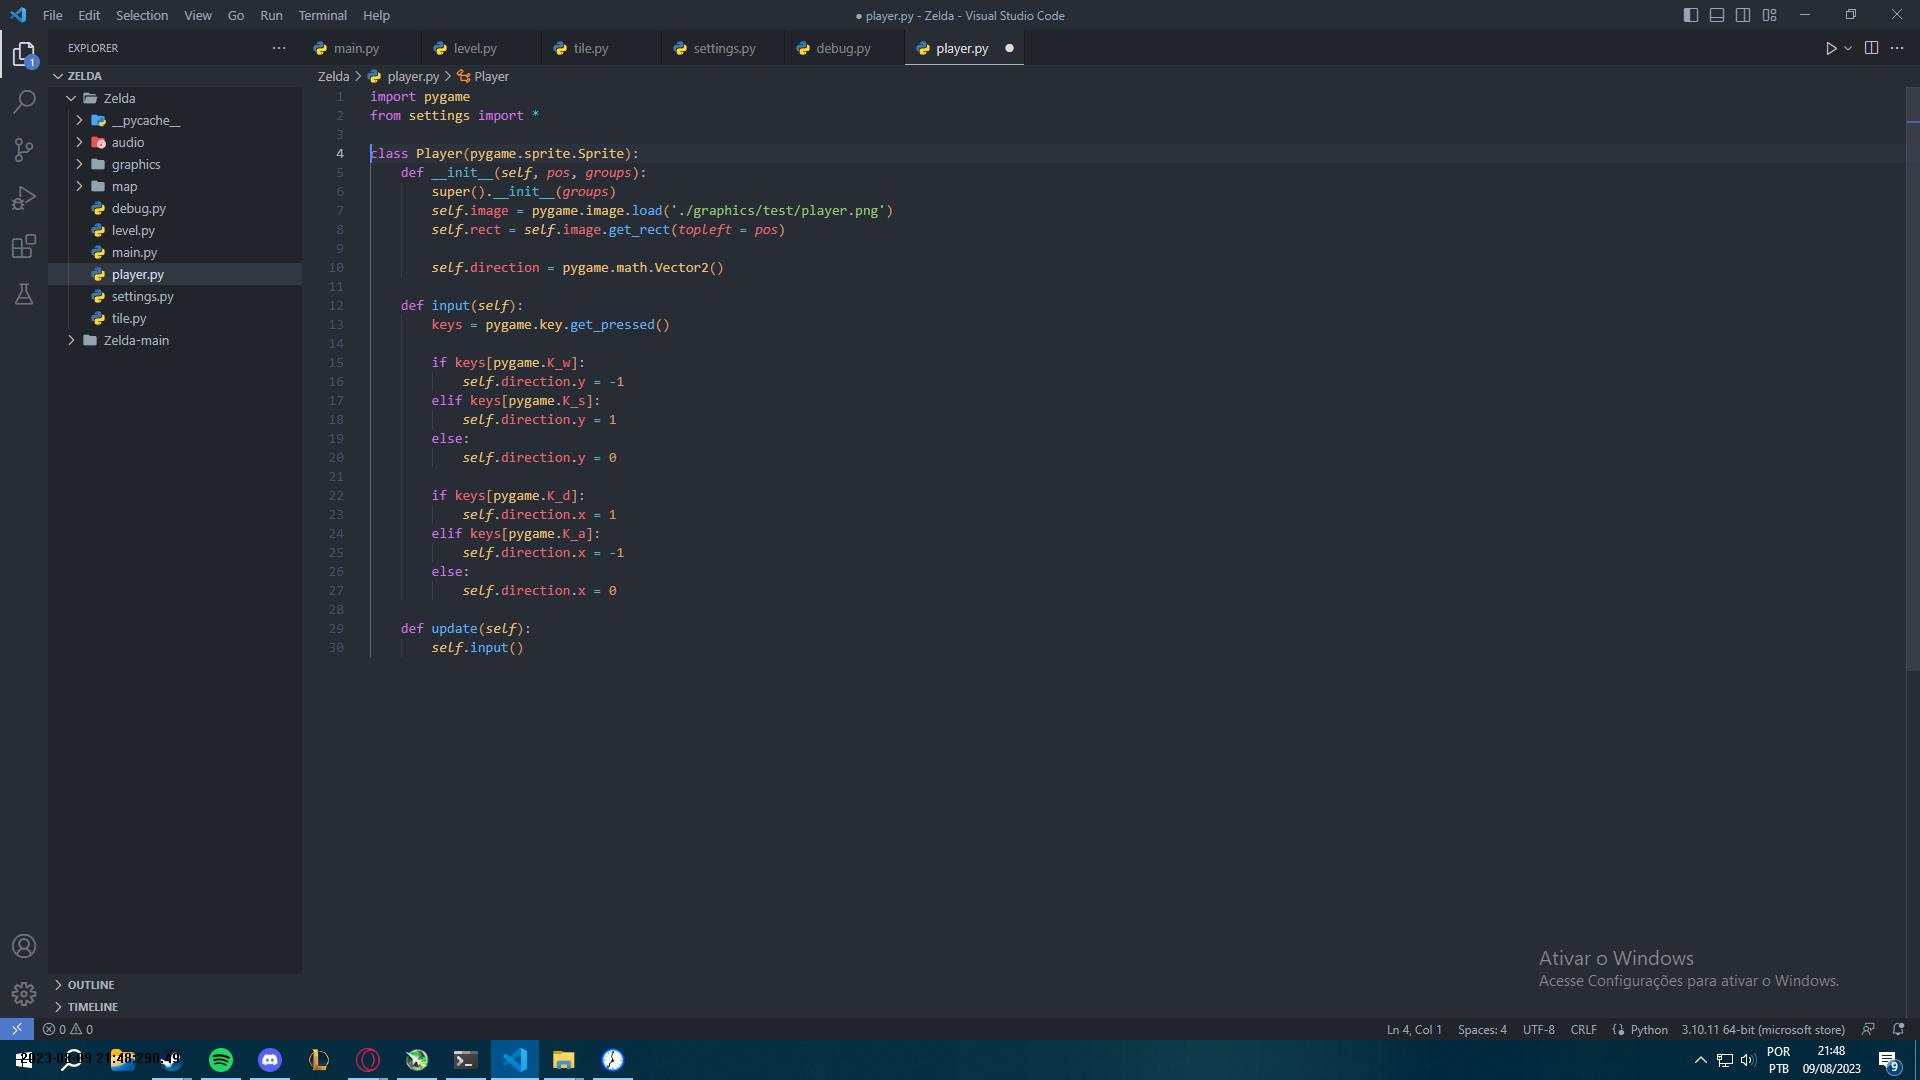 File Edit Selection View Go Run Terminal Help
● player.py - Zelda - Visual Studio Code
EXPLORER
main.py level.py tile.py settings.py debug.py player.py
ZELDA
Zelda
__pycache__
audio
graphics
map
debug.py
level.py
main.py
player.py
settings.py
tile.py
Zelda-main
OUTLINE
TIMELINE
1
Zelda > player.py > Player
1 import pygame
2 from settings import *
3
4 class Player(pygame.sprite.Sprite):
5 def __init__(self, pos, groups):
6 super().__init__(groups)
7 self.image = pygame.image.load('./graphics/test/player.png')
8 self.rect = self.image.get_rect(topleft = pos)
9
10 self.direction = pygame.math.Vector2()
11
12 def input(self):
13 keys = pygame.key.get_pressed()
14
15 if keys[pygame.K_w]:
16 self.direction.y = -1
17 elif keys[pygame.K_s]:
18 self.direction.y = 1
19 else:
20 self.direction.y = 0
21
22 if keys[pygame.K_d]:
23 self.direction.x = 1
24 elif keys[pygame.K_a]:
25 self.direction.x = -1
26 else:
27 self.direction.x = 0
28
29 def update(self):
30 self.input()
Ativar o Windows
Acesse Configurações para ativar o Windows.
0 0
Ln 4, Col 1 Spaces: 4 UTF-8 CRLF Python 3.10.11 64-bit (microsoft store)
POR
PTB
21:48
09/08/2023
9